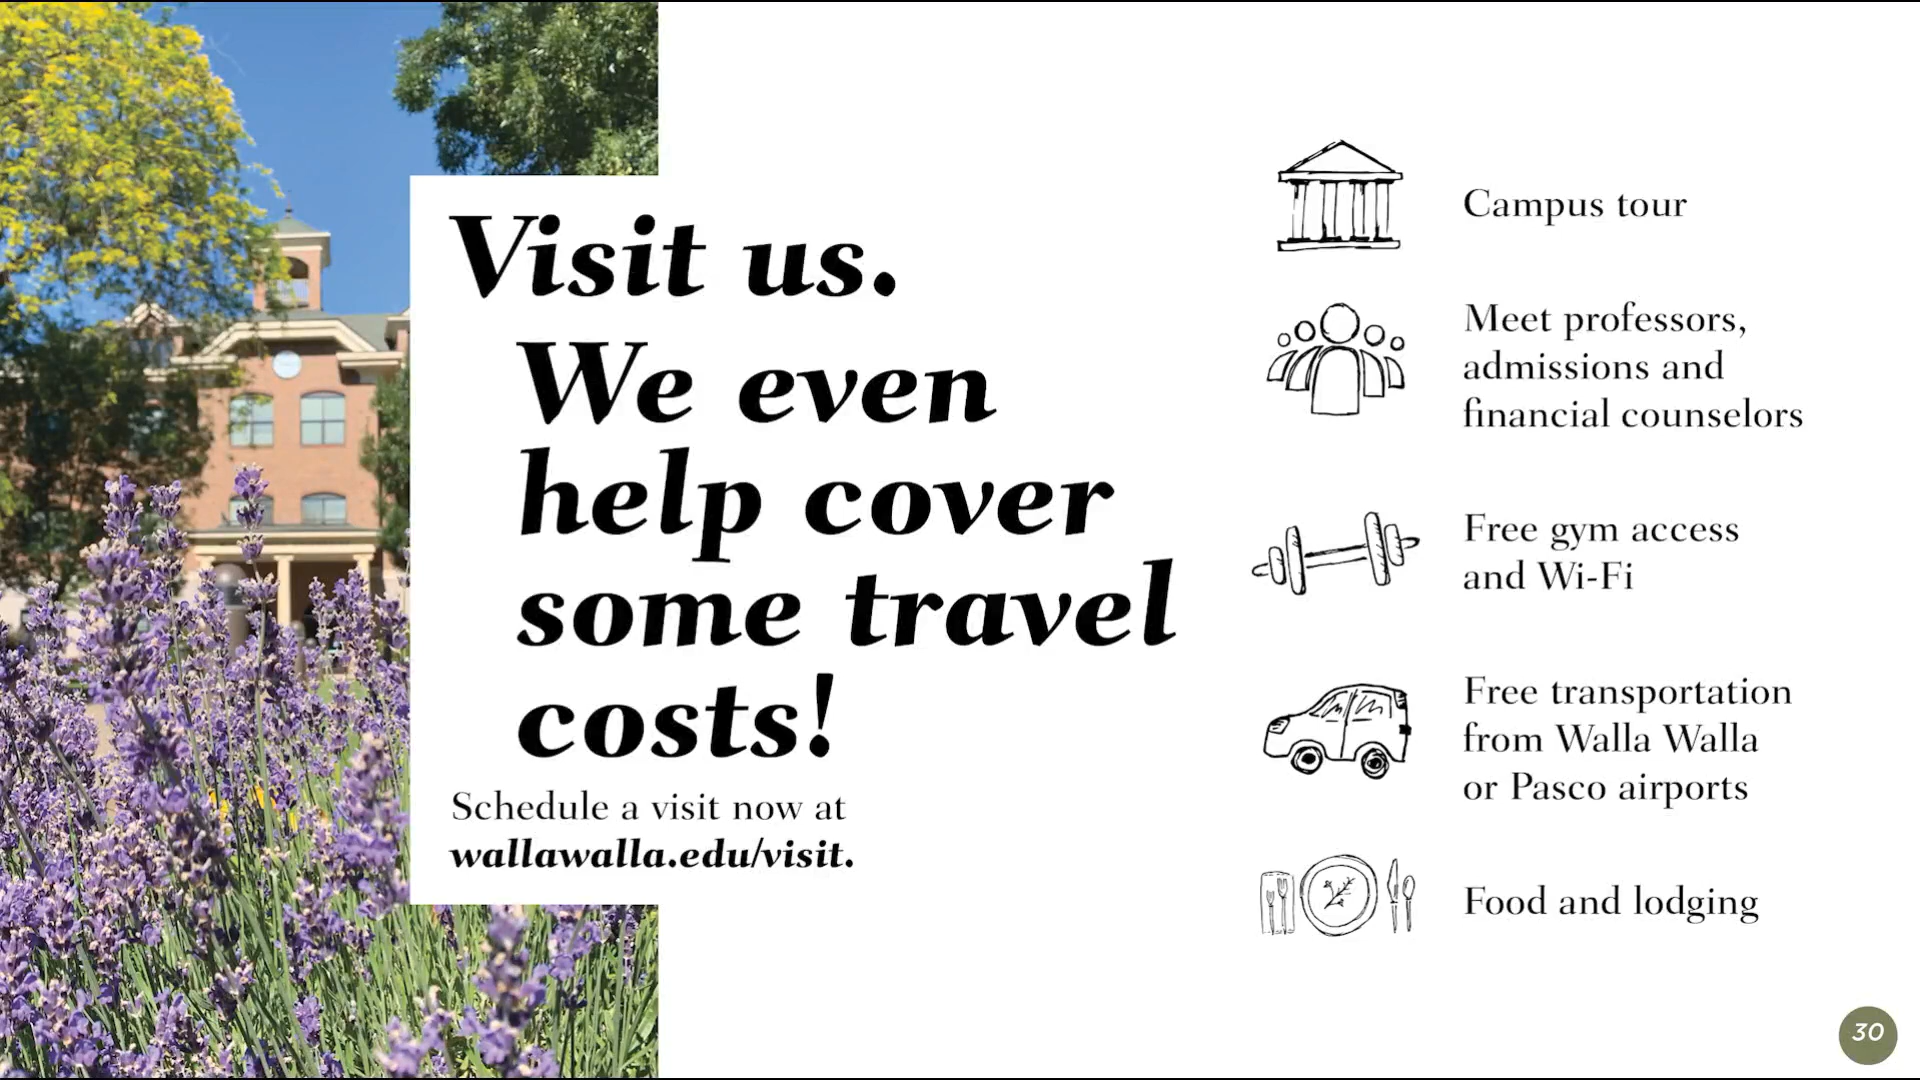 Visit us.
We even
help cover
some travel
costs!
Schedule a visit now at
wallawalla.edu/visit.
Campus tour
Meet professors,
admissions and
financial counselors
Free gym access
and Wi-Fi
Free transportation
from Walla Walla
or Pasco airports
Food and lodging
30